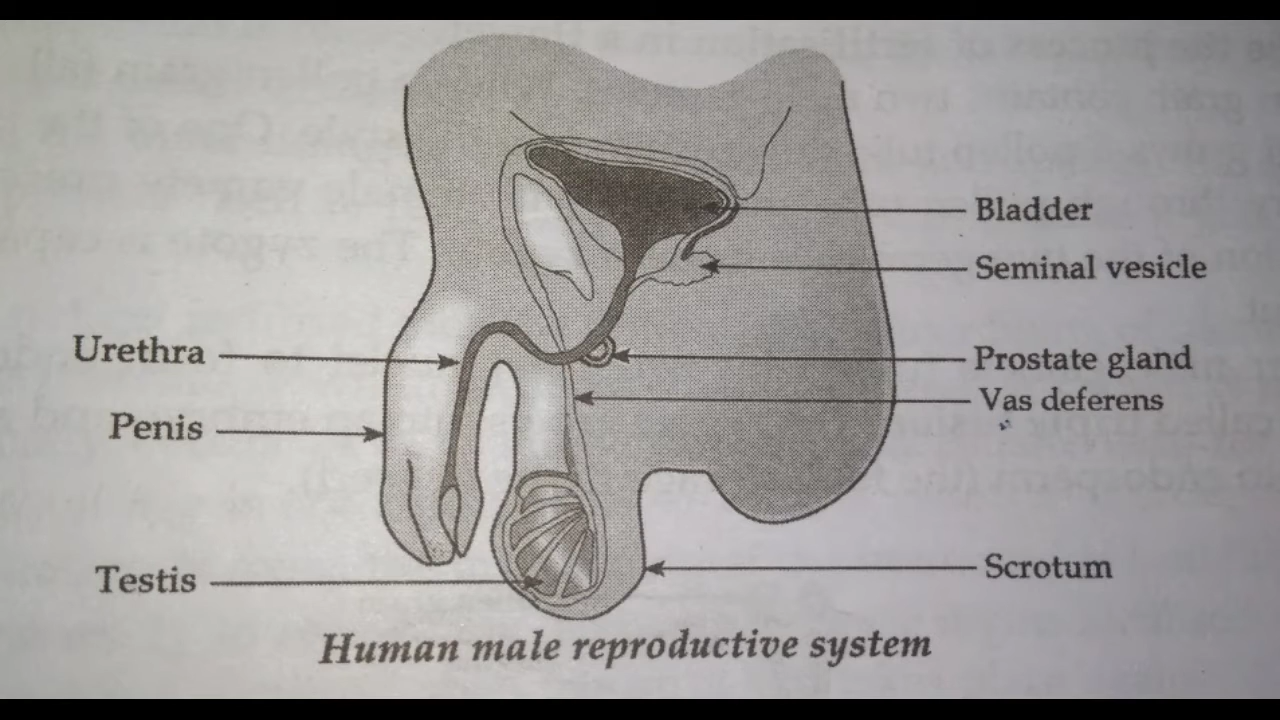 Bladder
Seminal vesicle
Urethra
Prostate gland
Vas deferens
Penis
Testis
Scrotum
Human male reproductive system